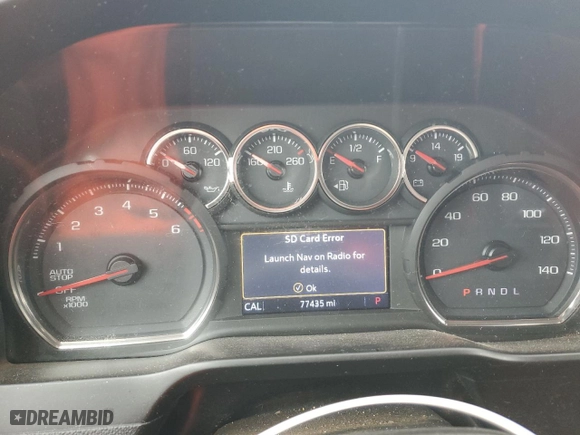 60
0 120
210
160 260
1/2
E F
14
9 19
1 2 3 4 5 6
AUTO
STOP
OFF
RPM
x1000
SD Card Error
Launch Nav on Radio for
details.
Ok
CAL 77435 mi P
0 20 40 60 80 100 120 140
P R N D L
DREAMBID